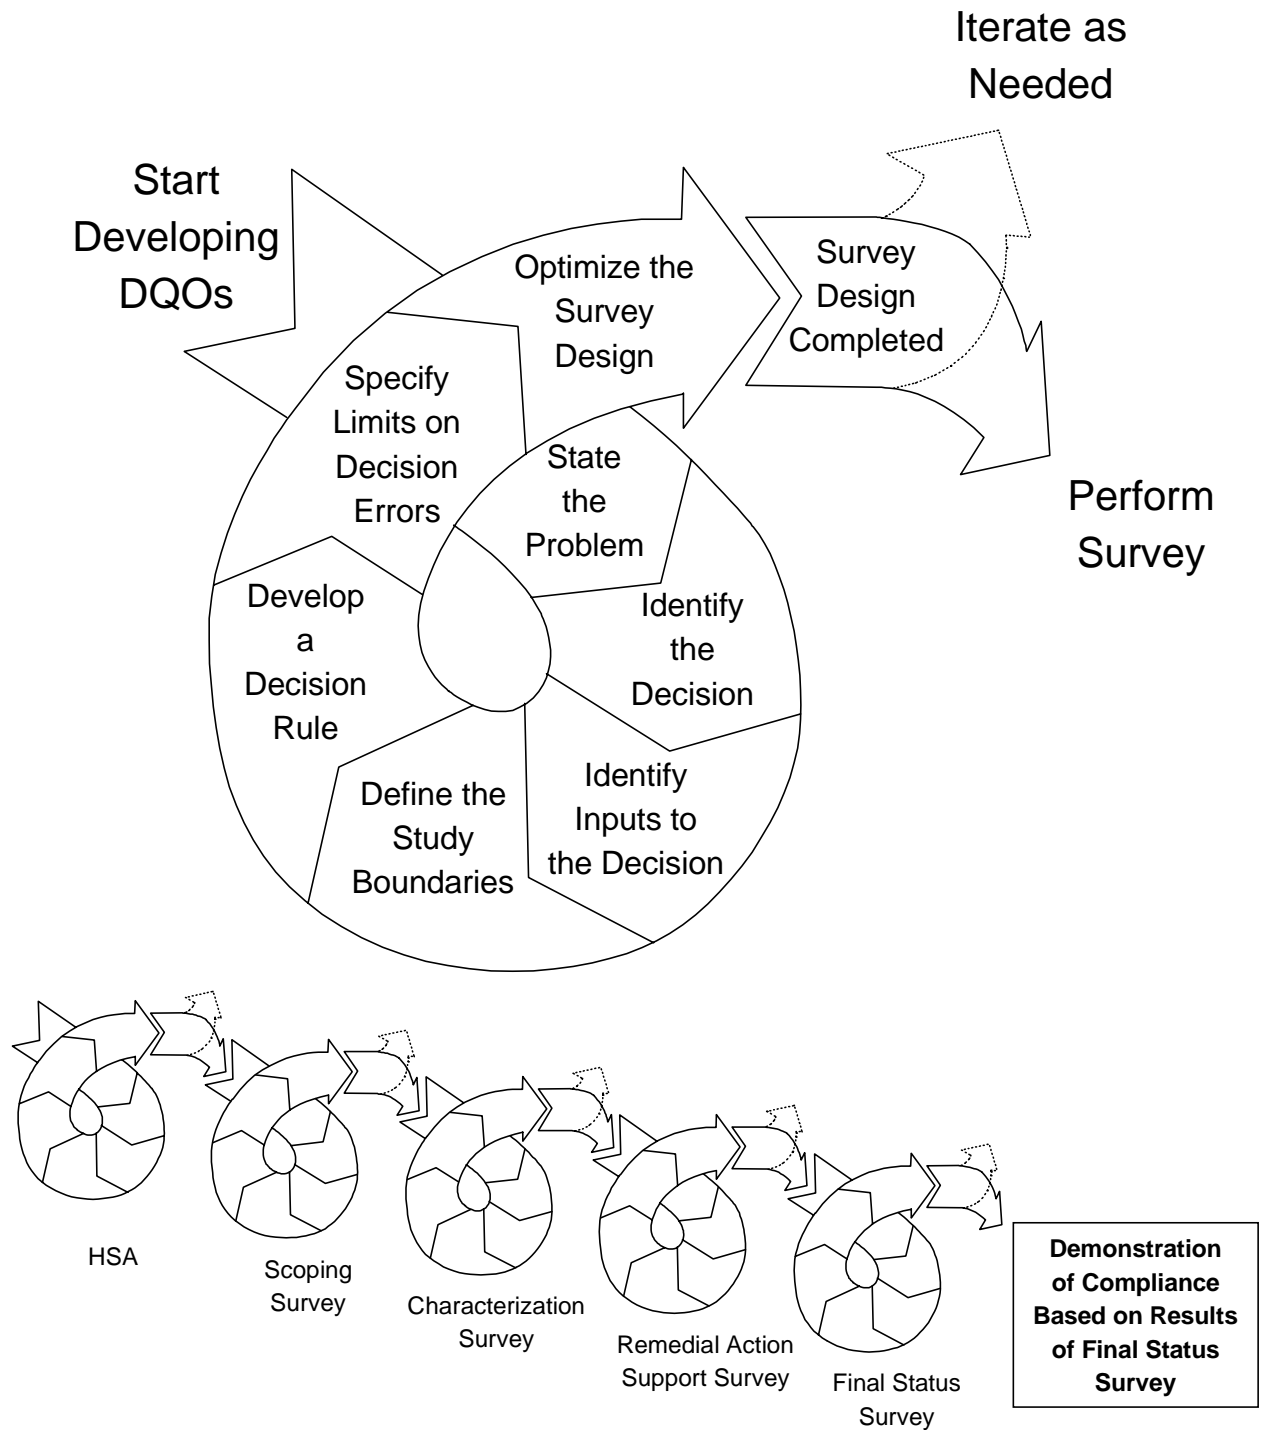 Iterate as
Needed
Start
Developing
DQOs
Optimize the
Survey
Design
Survey
Design
Completed
Specify
Limits on
Decision
Errors
State
the
Problem
Perform
Survey
Develop
a
Decision
Rule
Identify
the
Decision
Define the
Study
Boundaries
Identify
Inputs to
the Decision
HSA
Scoping
Survey
Characterization
Survey
Remedial Action
Support Survey
Final Status
Survey
Demonstration
of Compliance
Based on Results
of Final Status
Survey